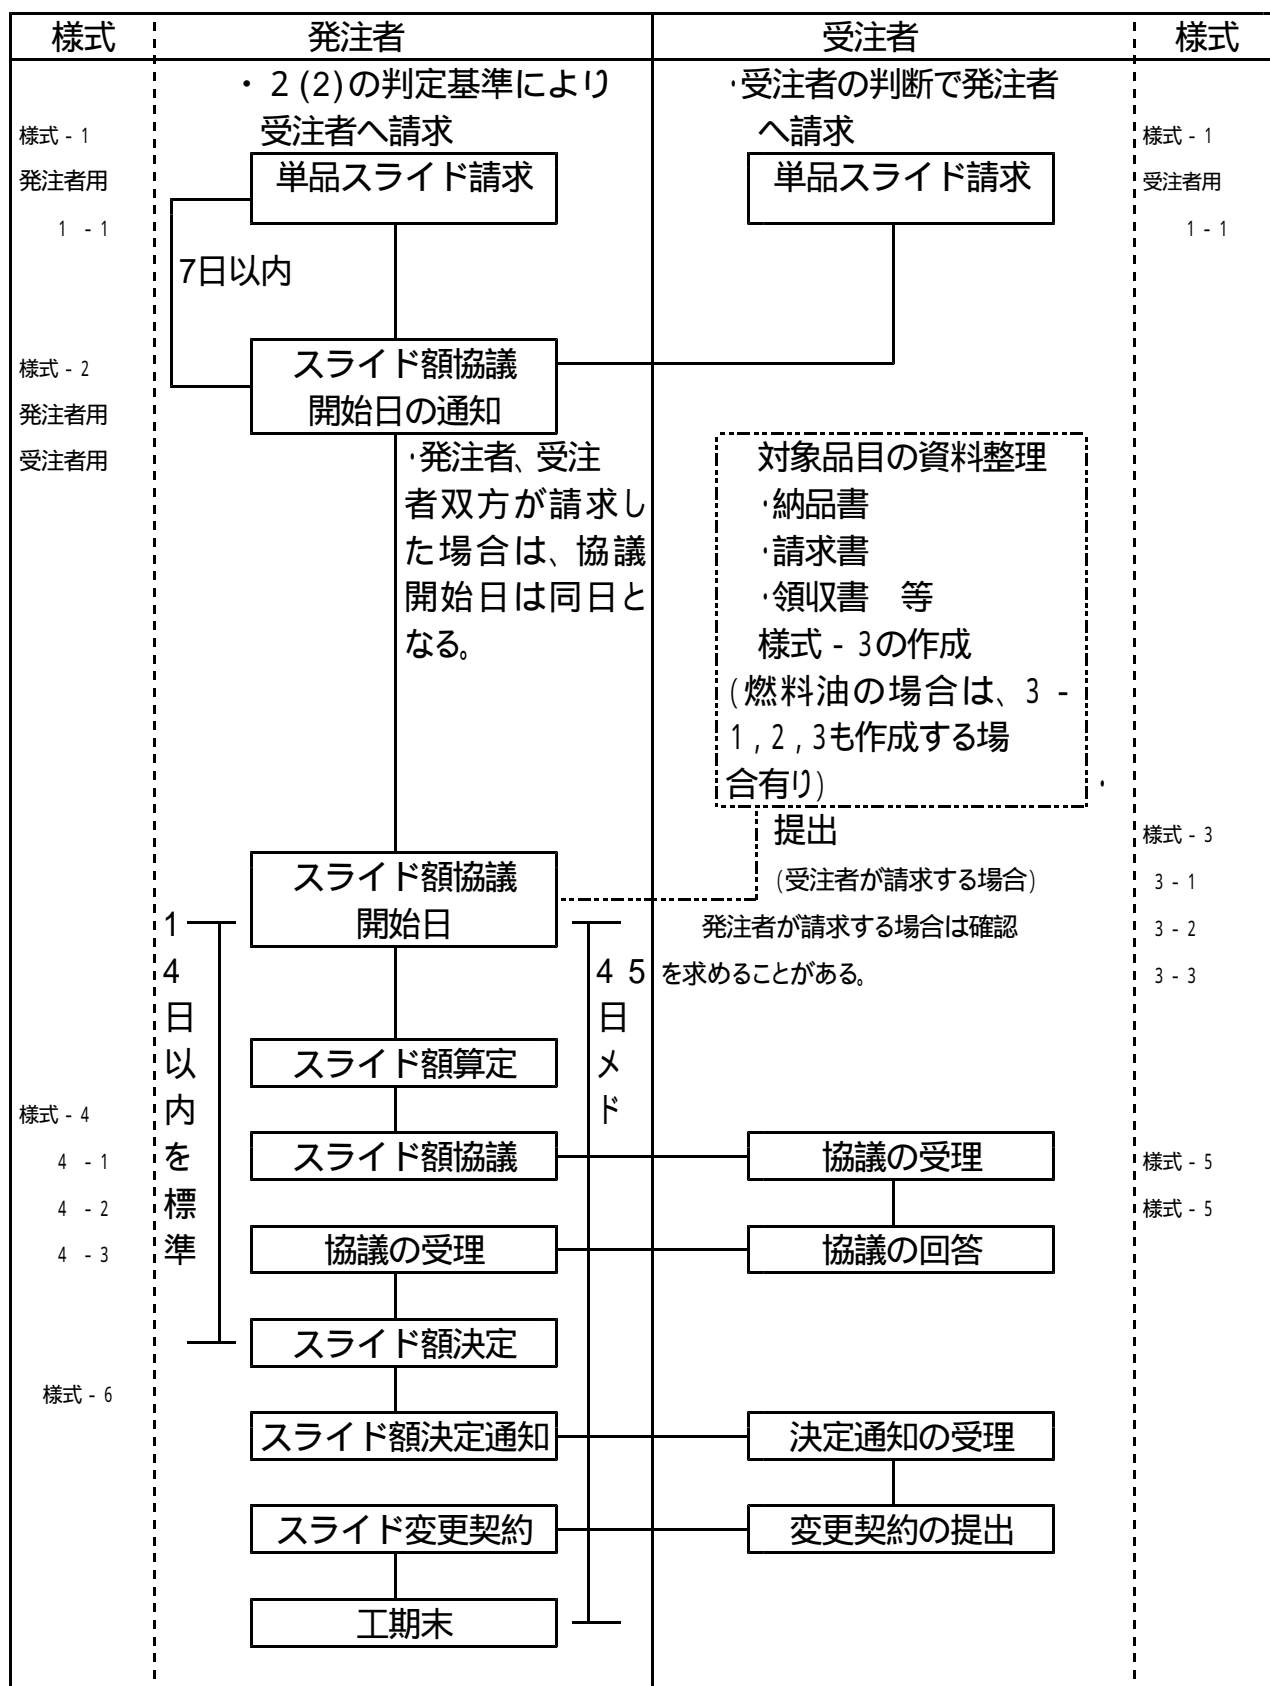 様式 発注者 受注者 様式
・２(2)の判定基準により ・受注者の判断で発注者
様式-1 受注者へ請求 へ請求 様式-1
発注者用 単品スライド請求 単品スライド請求 受注者用
1 -1 1-1
7日以内
様式-2 スライド額協議
発注者用 開始日の通知
受注者用 ・発注者、受注 対象品目の資料整理
者双方が請求し ・納品書
た場合は、協議 ・請求書
開始日は同日と ・領収書 等
なる。 様式-3の作成
(燃料油の場合は、3-
1,2,3も作成する場
合有り) ・
提出 様式-3
スライド額協議 (受注者が請求する場合) 3-1
1 開始日 発注者が請求する場合は確認 3-2
4 45 を求めることがある。 3-3
日 日
以 スライド額算定 メ
様式-4 内 ド
4 -1 を スライド額協議 協議の受理 様式-5
4 -2 標 様式-5
4 -3 準 協議の受理 協議の回答
スライド額決定
様式-6
スライド額決定通知 決定通知の受理
スライド変更契約 変更契約の提出
工期末